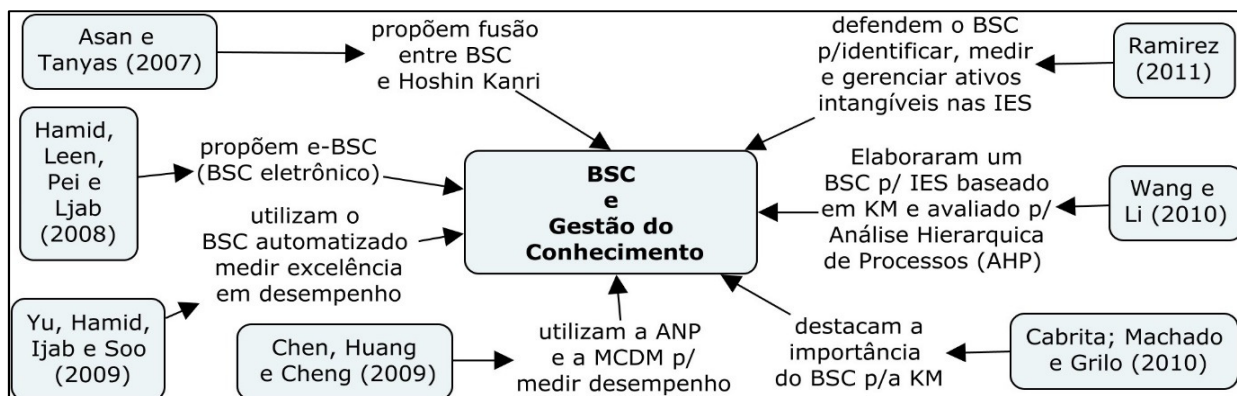 Asan e
Tanyas (2007)
propõem fusão
entre BSC
e Hoshin Kanri
defendem o BSC
p/identificar, medir
e gerenciar ativos
intangíveis nas IES
Ramirez
(2011)
Hamid,
Leen,
Pei e
Ljab
(2008)
propõem e-BSC
(BSC eletrônico)
BSC
e
Gestão do
Conhecimento
Elaboraram um
BSC p/ IES baseado
em KM e avaliado p/
Análise Hierarquica
de Processos (AHP)
Wang e
Li (2010)
utilizam o
BSC automatizado
medir excelência
em desempenho
Yu, Hamid,
Ijab e Soo
(2009)
Chen, Huang
e Cheng (2009)
utilizam a ANP
e a MCDM p/
medir desempenho
destacam a
importância
do BSC p/a KM
Cabrita; Machado
e Grilo (2010)